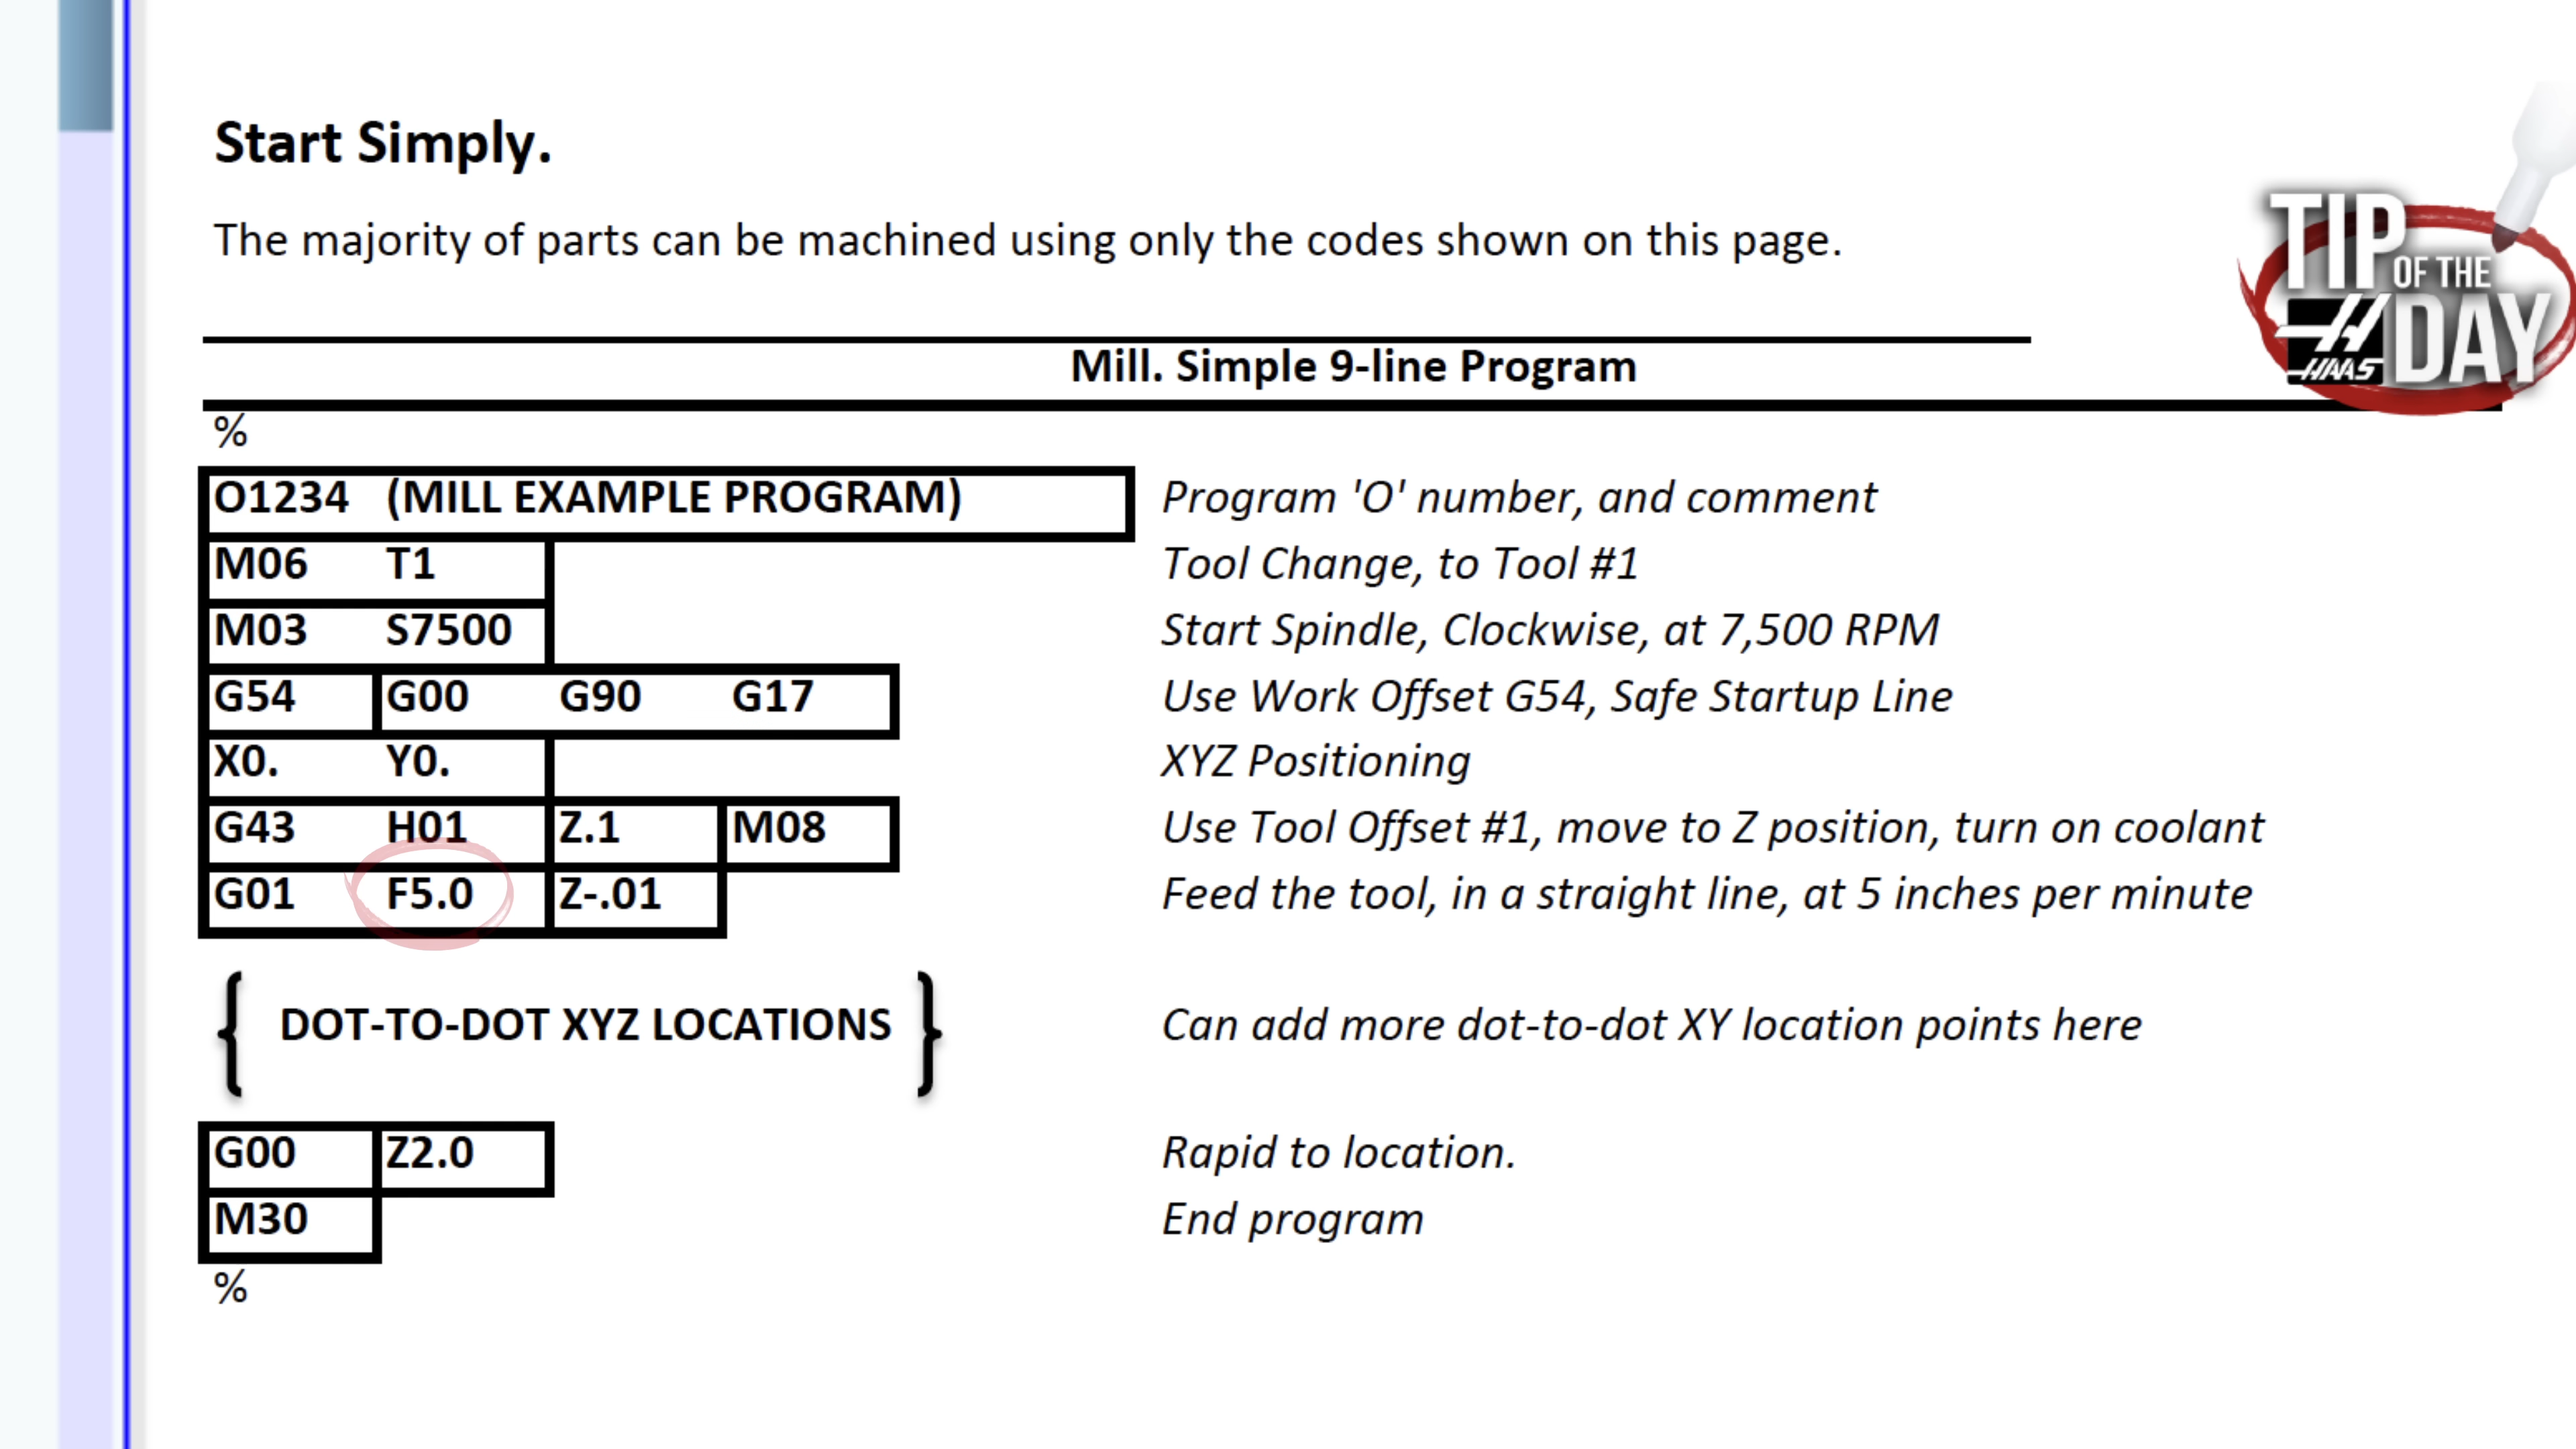 Start Simply.
The majority of parts can be machined using only the codes shown on this page.
TIP OF THE DAY
HAAS
Mill. Simple 9-line Program
%
O1234 (MILL EXAMPLE PROGRAM) Program 'O' number, and comment
M06 T1 Tool Change, to Tool #1
M03 S7500 Start Spindle, Clockwise, at 7,500 RPM
G54 G00 G90 G17 Use Work Offset G54, Safe Startup Line
X0. Y0. XYZ Positioning
G43 H01 Z.1 M08 Use Tool Offset #1, move to Z position, turn on coolant
G01 F5.0 Z-.01 Feed the tool, in a straight line, at 5 inches per minute
{ DOT-TO-DOT XYZ LOCATIONS } Can add more dot-to-dot XY location points here
G00 Z2.0 Rapid to location.
M30 End program
%